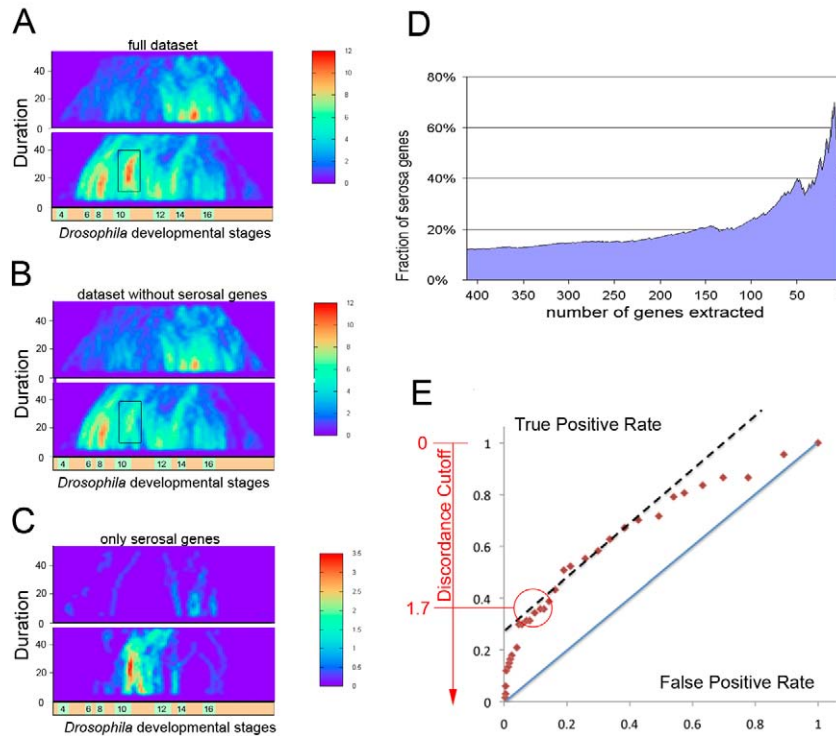 A
full dataset
40
20
0
Duration
40
20
0
4 6 8 10 12 14 16
Drosophila developmental stages
12
10
8
6
4
2
0
B
dataset without serosal genes
40
20
0
Duration
40
20
0
4 6 8 10 12 14 16
Drosophila developmental stages
12
10
8
6
4
2
0
C
only serosal genes
40
20
0
Duration
40
20
0
4 6 8 10 12 14 16
Drosophila developmental stages
3.5
3
2.5
2
1.5
1
0.5
0
D
Fraction of serosa genes
80%
60%
40%
20%
0%
400 350 300 250 200 150 100 50
number of genes extracted
E
True Positive Rate
0
Discordance Cutoff
1.7
1
0.8
0.6
0.4
0.2
0
False Positive Rate
0 0.2 0.4 0.6 0.8 1